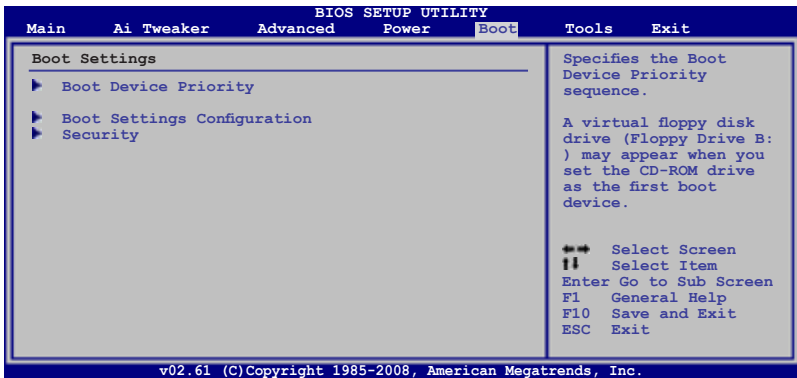 BIOS SETUP UTILITY
Main Ai Tweaker Advanced Power Boot Tools Exit
Boot Settings
Boot Device Priority
Boot Settings Configuration
Security
Specifies the Boot
Device Priority
sequence.
A virtual floppy disk
drive (Floppy Drive B:
) may appear when you
set the CD-ROM drive
as the first boot
device.
Select Screen
Select Item
Enter Go to Sub Screen
F1 General Help
F10 Save and Exit
ESC Exit
v02.61 (C)Copyright 1985-2008, American Megatrends, Inc.